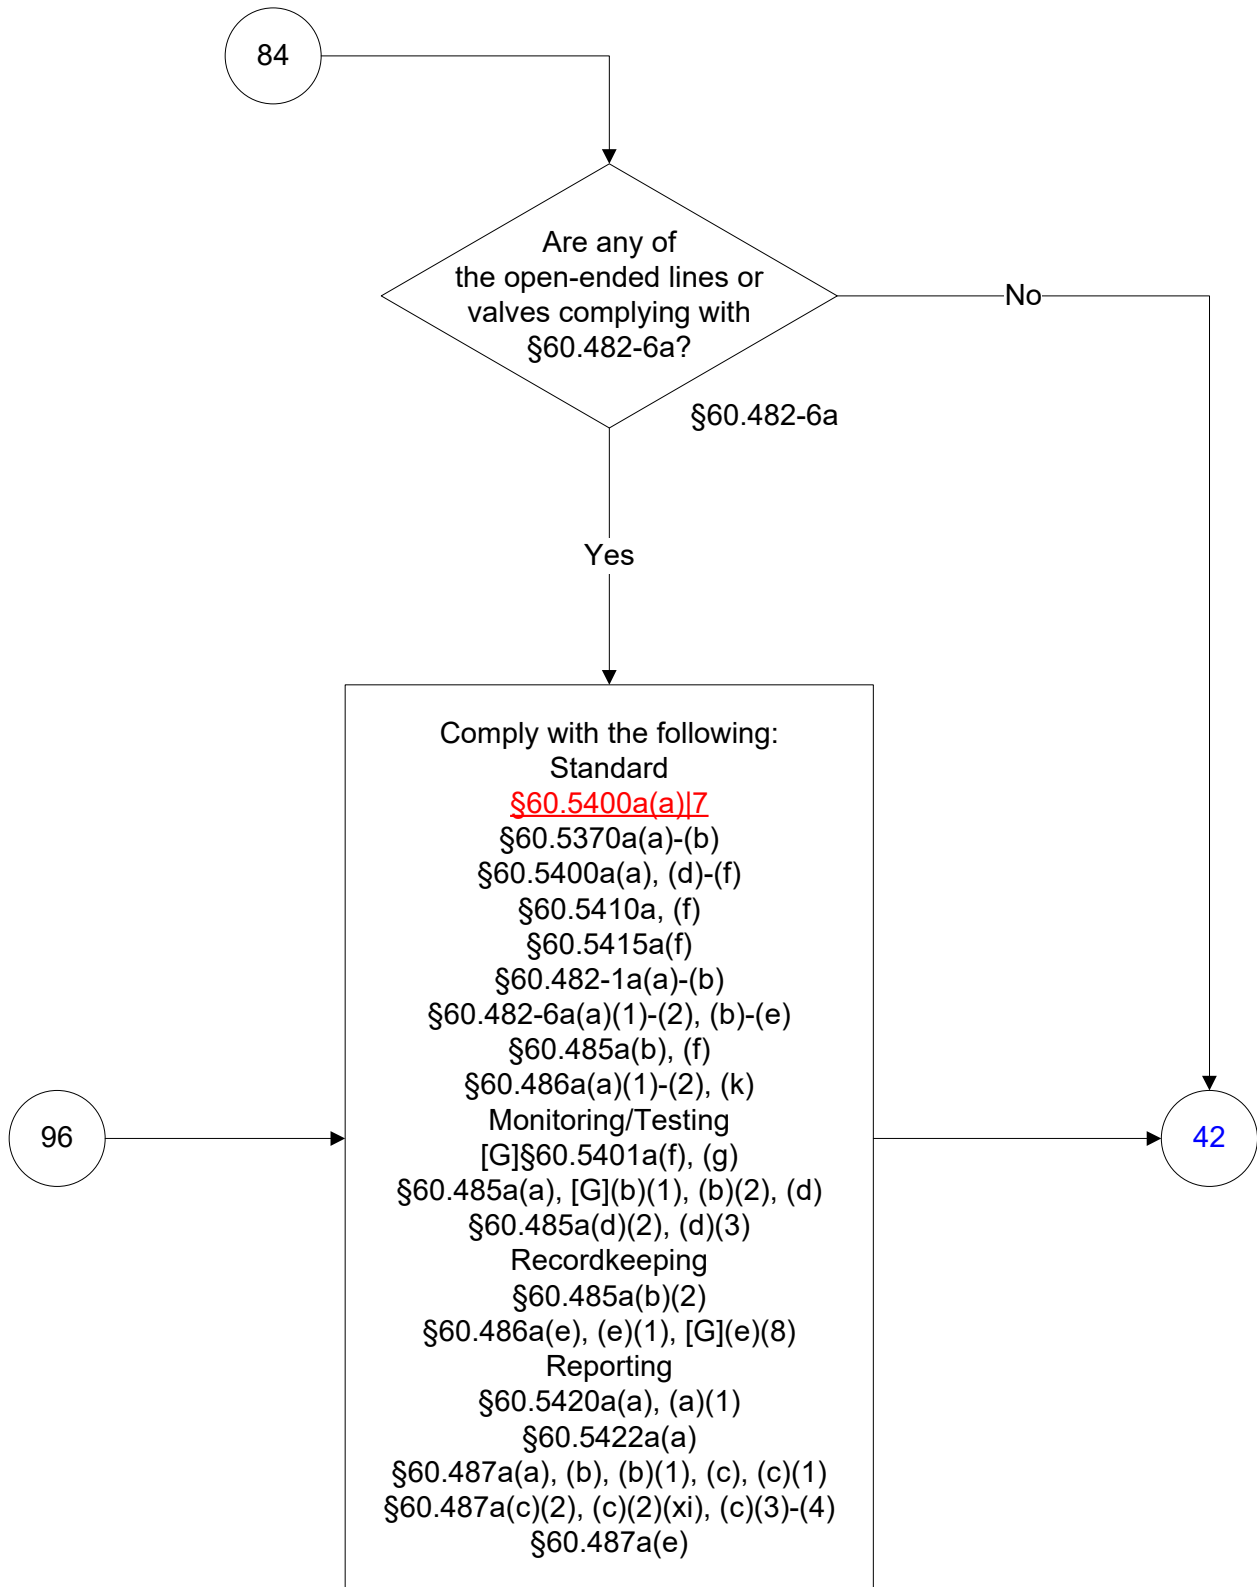 84
Are any of
the open-ended lines or
valves complying with
§60.482-6a?
No
§60.482-6a
Yes
Comply with the following:
Standard
§60.5400a(a)|7
§60.5370a(a)-(b)
§60.5400a(a), (d)-(f)
§60.5410a, (f)
§60.5415a(f)
§60.482-1a(a)-(b)
§60.482-6a(a)(1)-(2), (b)-(e)
§60.485a(b), (f)
§60.486a(a)(1)-(2), (k)
Monitoring/Testing
[G]§60.5401a(f), (g)
§60.485a(a), [G](b)(1), (b)(2), (d)
§60.485a(d)(2), (d)(3)
Recordkeeping
§60.485a(b)(2)
§60.486a(e), (e)(1), [G](e)(8)
Reporting
§60.5420a(a), (a)(1)
§60.5422a(a)
§60.487a(a), (b), (b)(1), (c), (c)(1)
§60.487a(c)(2), (c)(2)(xi), (c)(3)-(4)
§60.487a(e)
96
42